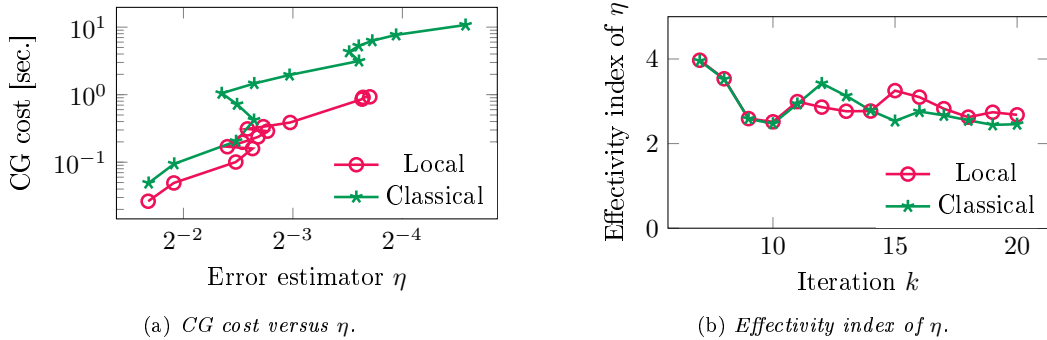 CG cost [sec.]
10^1
10^0
10^{-1}
Local
Classical
2^{-2}
2^{-3}
2^{-4}
Error estimator η
(a) CG cost versus η.
Effectivity index of η
4
2
0
Local
Classical
10
15
20
Iteration k
(b) Effectivity index of η.